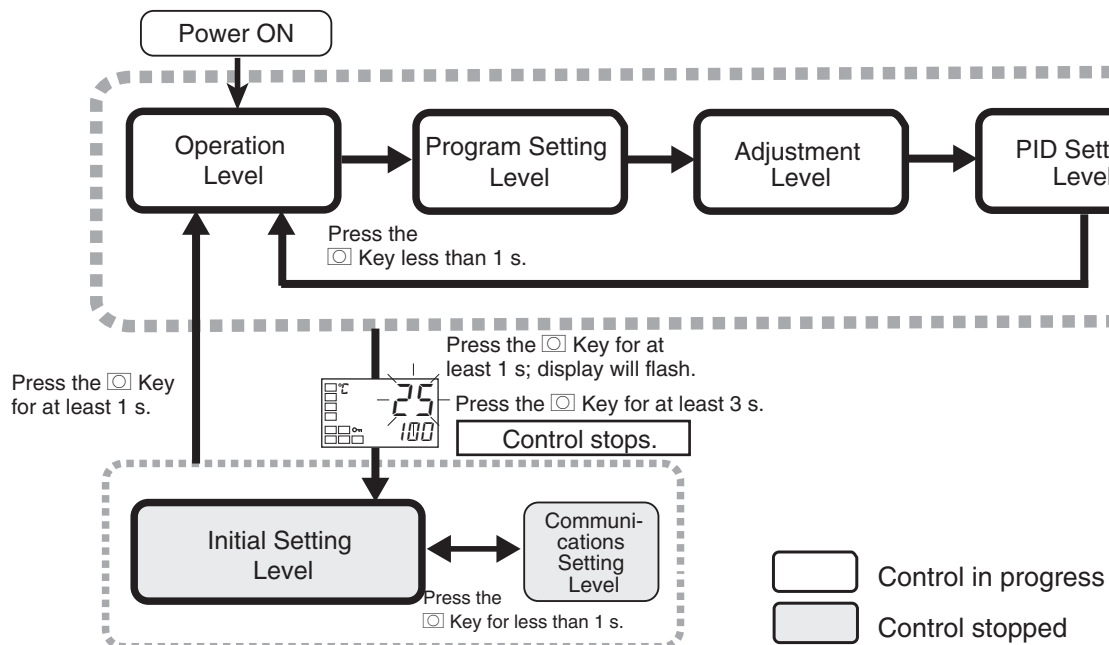 Power ON
Operation
Level
Program Setting
Level
Adjustment
Level
PID Sett
Leve
Press the
Key less than 1 s.
Press the Key for at
least 1 s; display will flash.
Press the Key
for at least 1 s.
°C
25
100
Press the Key for at least 3 s.
Control stops.
Initial Setting
Level
Communi-
cations
Setting
Level
Press the
Key for less than 1 s.
Control in progress
Control stopped